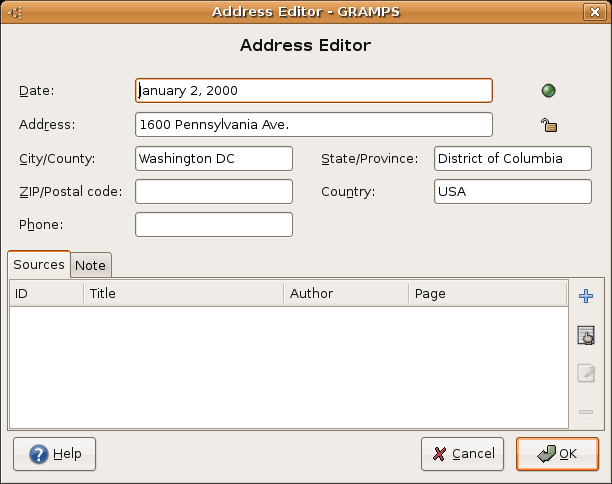 Address Editor - GRAMPS
Address Editor
Date: January 2, 2000
Address: 1600 Pennsylvania Ave.
City/County: Washington DC State/Province: District of Columbia
ZIP/Postal code: Country: USA
Phone:
Sources Note
ID Title Author Page
Help Cancel OK